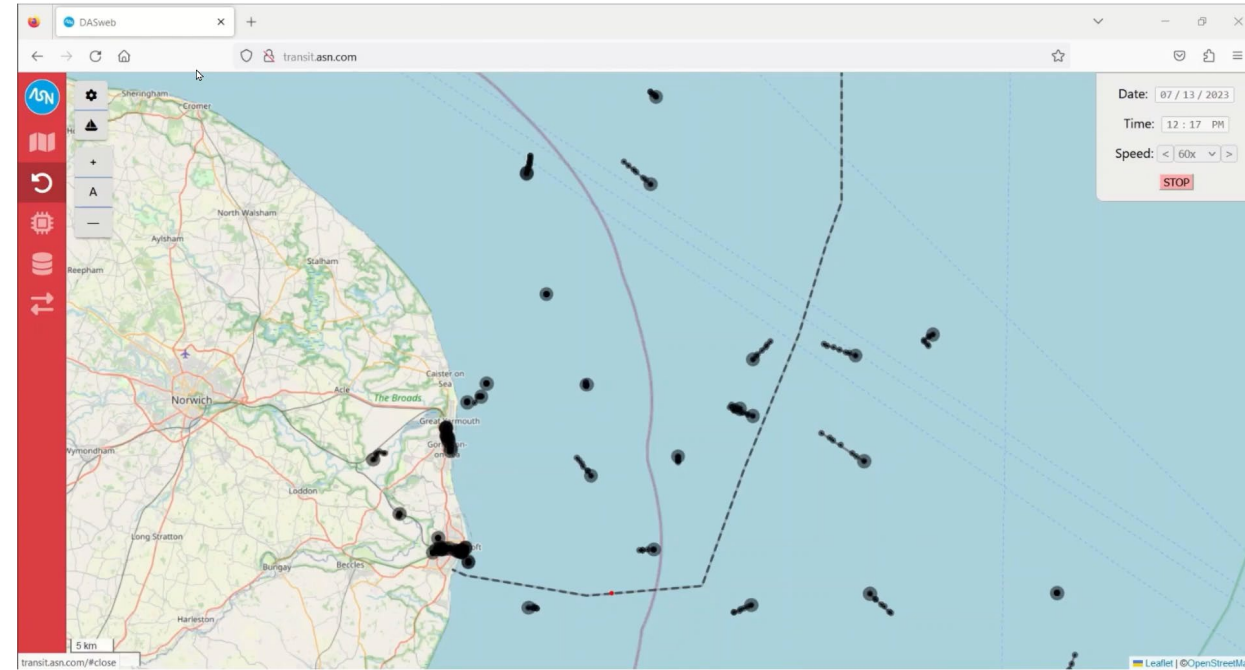 DASweb
transit.asn.com
ASN
Date: 07 / 13 / 2023
Time: 12 : 17 PM
Speed: < 60x >
STOP
+
A
—
Sheringham
Cromer
North Walsham
Aylsham
Stalham
Reepham
Caister on
Sea
Acle
The Broads
Norwich
Great Yarmouth
Wymondham
Loddon
Long Stratton
Bungay
Beccles
Harleston
5 km
transit.asn.com/#close
Leaflet | ©OpenStreetMa